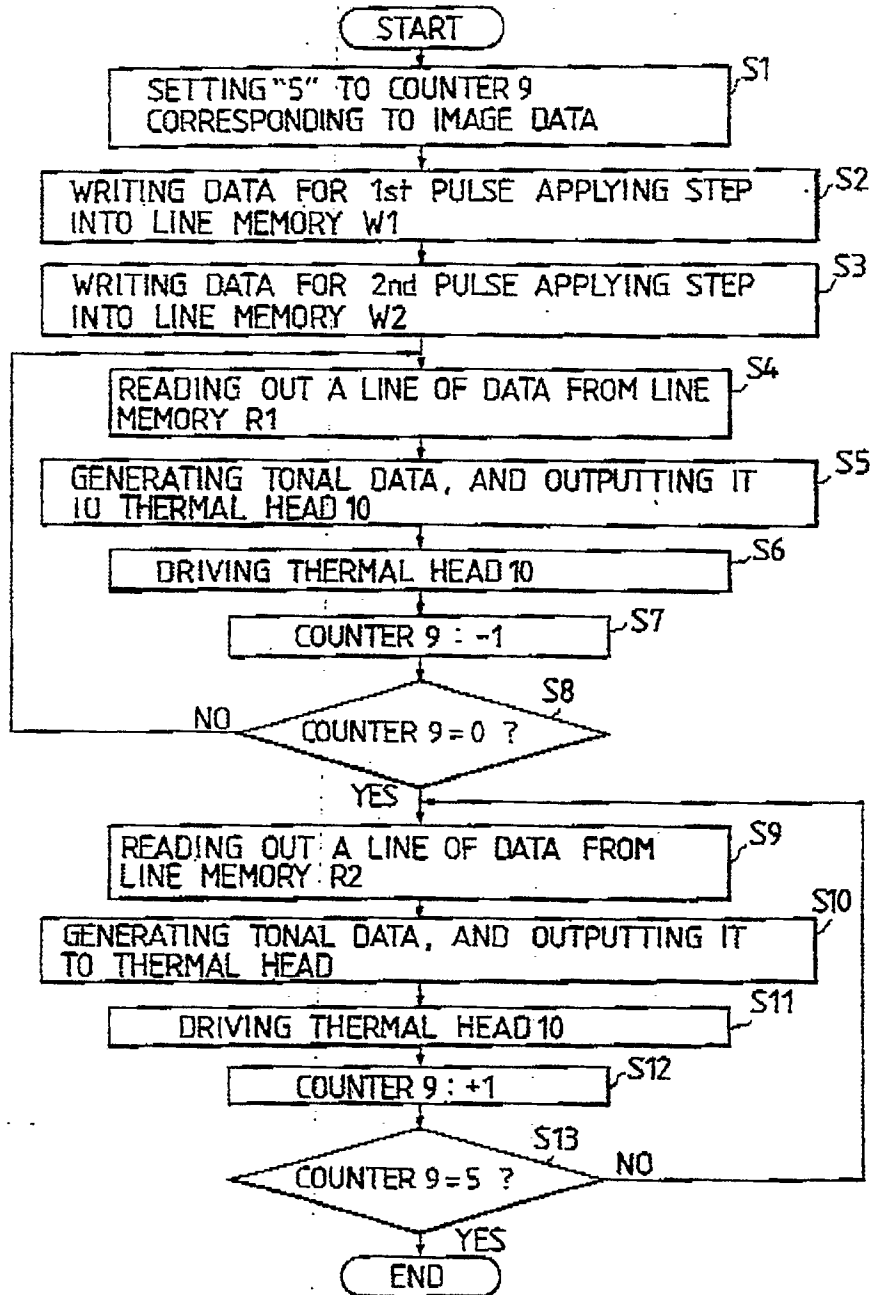 START
S1
SETTING "5" TO COUNTER 9
CORRESPONDING TO IMAGE DATA
S2
WRITING DATA FOR 1st PULSE APPLYING STEP
INTO LINE MEMORY W1
S3
WRITING DATA FOR 2nd PULSE APPLYING STEP
INTO LINE MEMORY W2
S4
READING OUT A LINE OF DATA FROM LINE
MEMORY R1
S5
GENERATING TONAL DATA, AND OUTPUTTING IT
TO THERMAL HEAD 10
S6
DRIVING THERMAL HEAD 10
S7
COUNTER 9 : -1
S8
NO
COUNTER 9 = 0 ?
YES
S9
READING OUT A LINE OF DATA FROM
LINE MEMORY R2
S10
GENERATING TONAL DATA, AND OUTPUTTING IT
TO THERMAL HEAD
S11
DRIVING THERMAL HEAD 10
S12
COUNTER 9 : +1
S13
COUNTER 9 = 5 ?
NO
YES
END